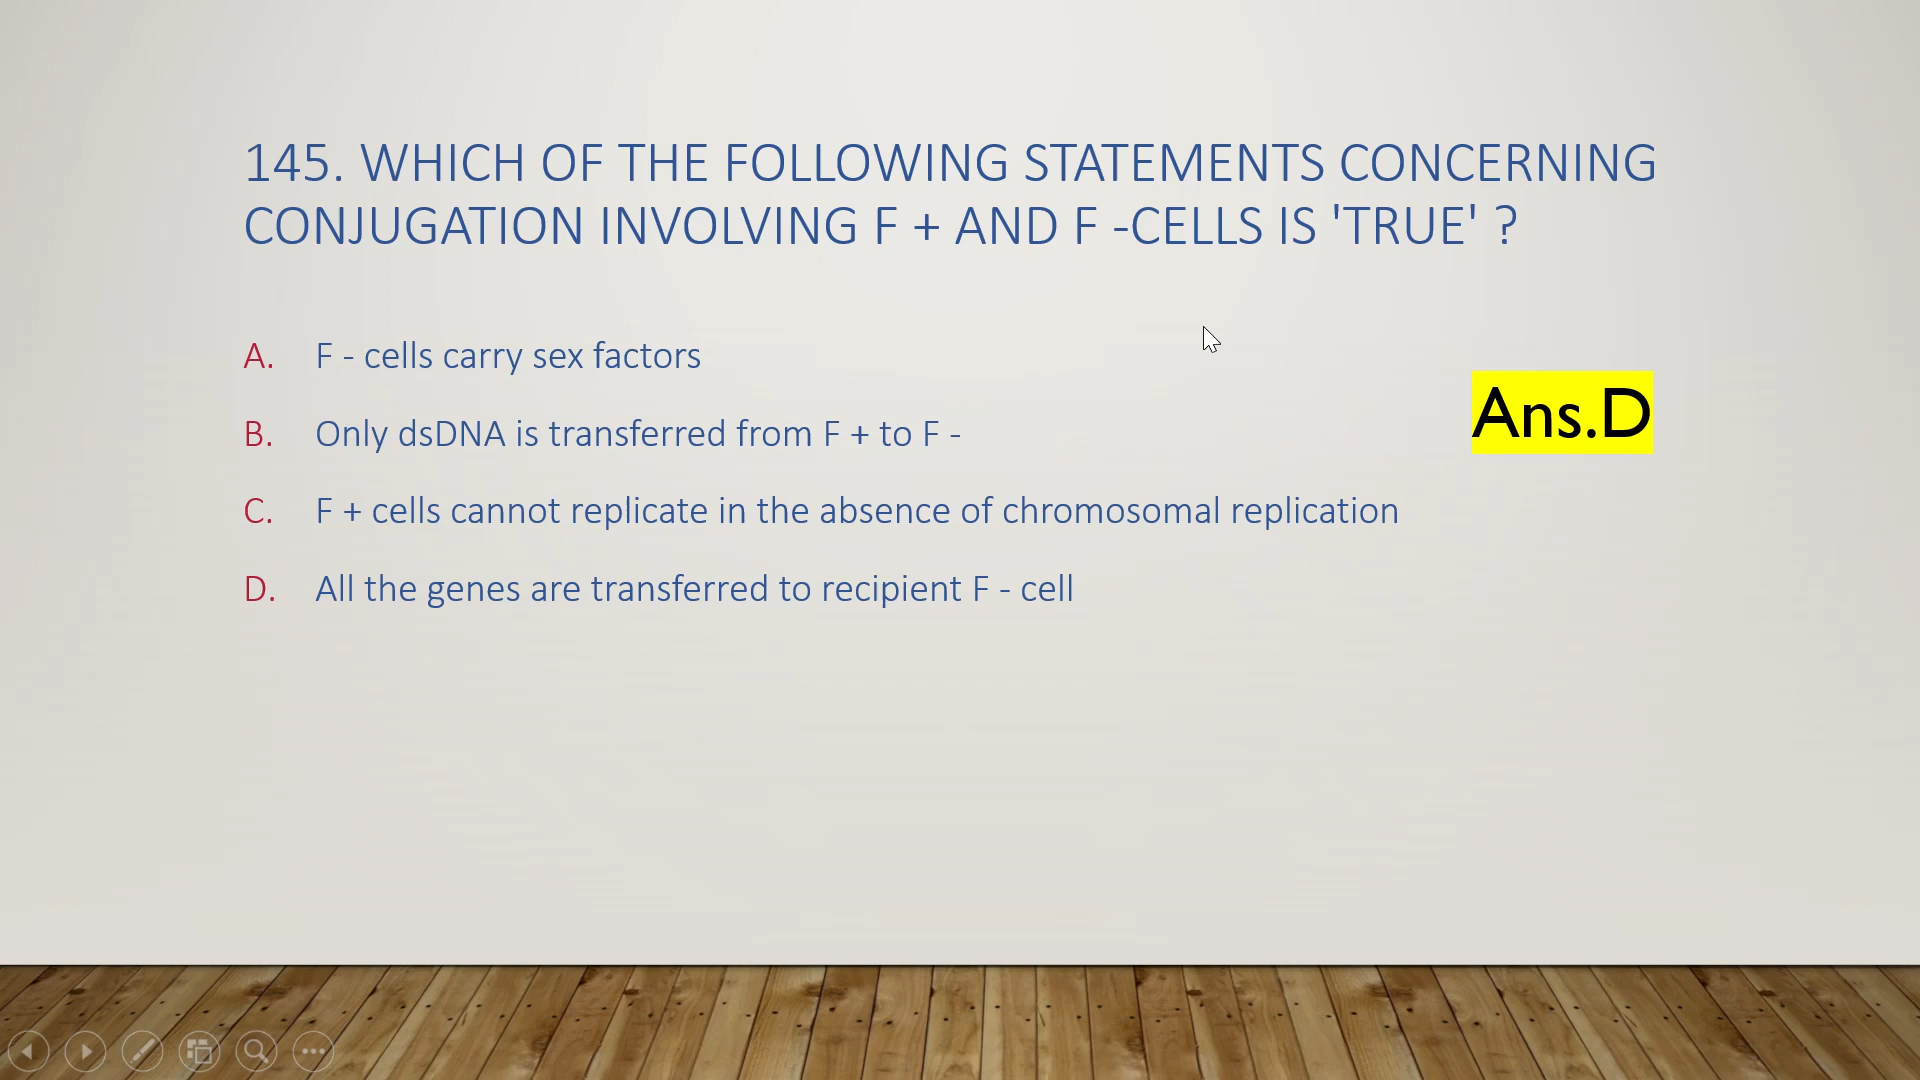 145. WHICH OF THE FOLLOWING STATEMENTS CONCERNING
CONJUGATION INVOLVING F + AND F -CELLS IS 'TRUE' ?
A. F - cells carry sex factors
Ans.D
B. Only dsDNA is transferred from F + to F -
C. F + cells cannot replicate in the absence of chromosomal replication
D. All the genes are transferred to recipient F - cell